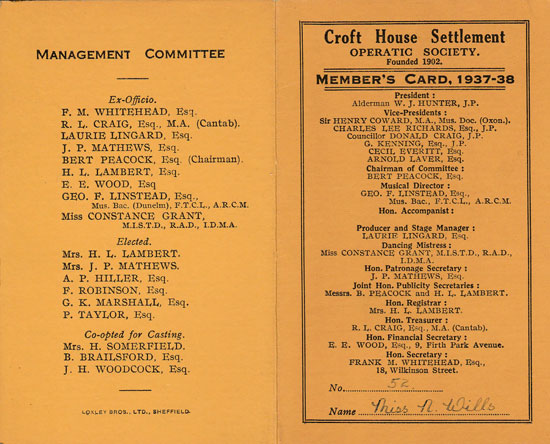 MANAGEMENT COMMITTEE
Ex-Officio.
F. M. WHITEHEAD, Esq.
R. L. CRAIG, Esq., M.A. (Cantab).
LAURIE LINGARD, Esq.
J. P. MATHEWS, Esq.
BERT PEACOCK, Esq. (Chairman).
H. L. LAMBERT, Esq.
E. E. WOOD, Esq
GEO. F. LINSTEAD, Esq.,
Mus. Bac. (Dunelm), F.T.C.L., A.R.C.M.
Miss CONSTANCE GRANT,
M.I.S.T.D., R.A.D., I.D.M.A.
Elected.
Mrs. H. L. LAMBERT.
Mrs. J. P. MATHEWS.
A. P. HILLER, Esq.
F. ROBINSON, Esq.
G. K. MARSHALL, Esq.
P. TAYLOR, Esq.
Co-opted for Casting.
Mrs. H. SOMERFIELD.
B. BRAILSFORD, Esq.
J. H. WOODCOCK, Esq.
LOXLEY BROS., LTD., SHEFFIELD.
Croft House Settlement
OPERATIC SOCIETY.
Founded 1902.
MEMBER'S CARD, 1937-38
President :
Alderman W. J. HUNTER, J.P.
Vice-Presidents :
Sir HENRY COWARD, M.A., Mus. Doc. (Oxon.).
CHARLES LEE RICHARDS, Esq., J.P.
Councillor DONALD CRAIG, J.P.
G. KENNING, Esq., J.P.
CECIL EVERITT, Esq.
ARNOLD LAVER, Esq.
Chairman of Committee :
BERT PEACOCK, Esq.
Musical Director :
GEO. F. LINSTEAD, Esq.,
Mus. Bac., F.T.C.L., A.R.C.M.
Hon. Accompanist :
Producer and Stage Manager :
LAURIE LINGARD, Esq.
Dancing Mistress :
Miss CONSTANCE GRANT, M.I.S.T.D., R.A.D.,
I.D.M.A.
Hon. Patronage Secretary :
J. P. MATHEWS, Esq.
Joint Hon. Publicity Secretaries :
Messrs. B. PEACOCK and H. L. LAMBERT.
Hon. Registrar :
Mrs. H. L. LAMBERT.
Hon. Treasurer :
R. L. CRAIG, Esq., M.A. (Cantab).
Hon. Financial Secretary :
E. E. WOOD, Esq., 9, Firth Park Avenue.
Hon. Secretary :
FRANK M. WHITEHEAD, Esq.,
18, Wilkinson Street.
No. 52
Name Miss N. Wills